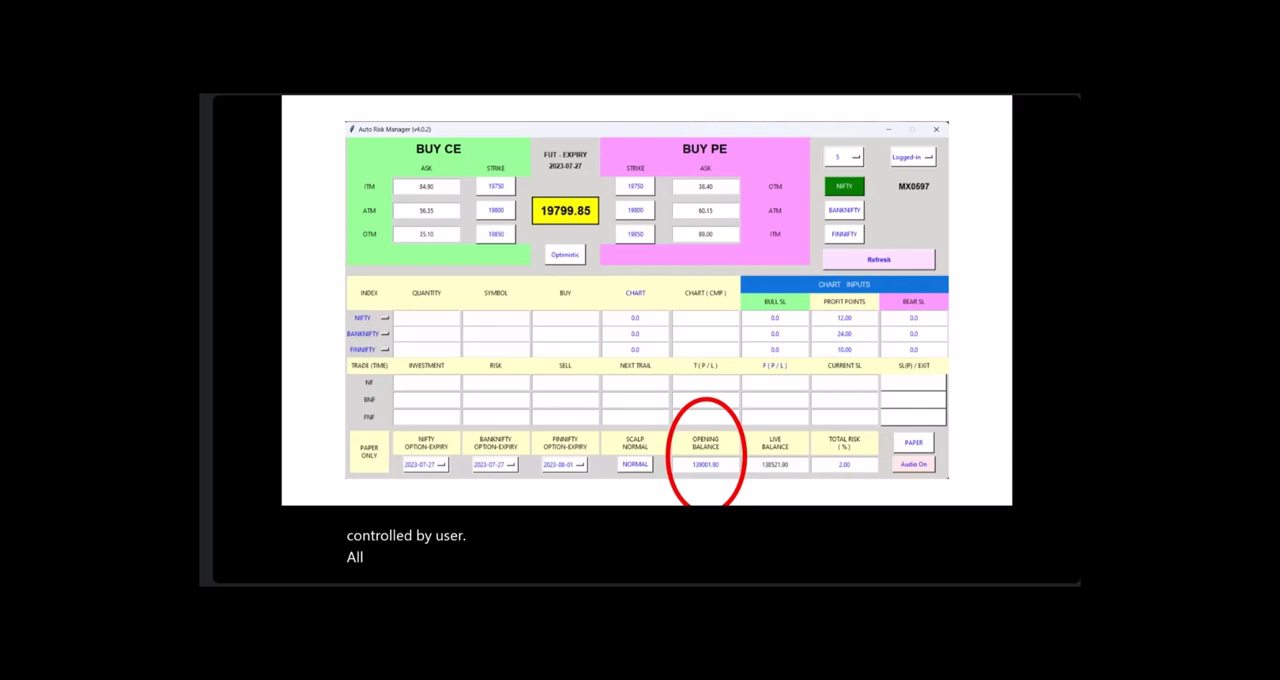 Auto Risk Manager (v4.0.2)
BUY CE
FUT - EXPIRY
2023-07-27
BUY PE
5
Logged-in
ASK STRIKE STRIKE ASK
ITM 84.90 19750 19750 38.40 OTM NIFTY MX0597
ATM 56.35 19800 19799.85 19800 60.15 ATM BANKNIFTY
OTM 35.10 19850 19850 89.00 ITM FINNIFTY
Optimistic
Refresh
CHART INPUTS
INDEX QUANTITY SYMBOL BUY CHART CHART ( CMP )
BULL SL PROFIT POINTS BEAR SL
NIFTY 0.0 0.0 12.00 0.0
BANKNIFTY 0.0 0.0 24.00 0.0
FINNIFTY 0.0 0.0 10.00 0.0
TRADE (TIME) INVESTMENT RISK SELL NEXT TRAIL T ( P / L ) F ( P / L ) CURRENT SL SL(P) / EXIT
NF
BNF
FNF
PAPER
ONLY
NIFTY
OPTION-EXPIRY
2023-07-27
BANKNIFTY
OPTION-EXPIRY
2023-07-27
FINNIFTY
OPTION-EXPIRY
2023-08-01
SCALP
NORMAL
NORMAL
OPENING
BALANCE
LIVE
BALANCE
138521.90
TOTAL RISK
( % )
2.00
PAPER
Audio On
controlled by user.
All